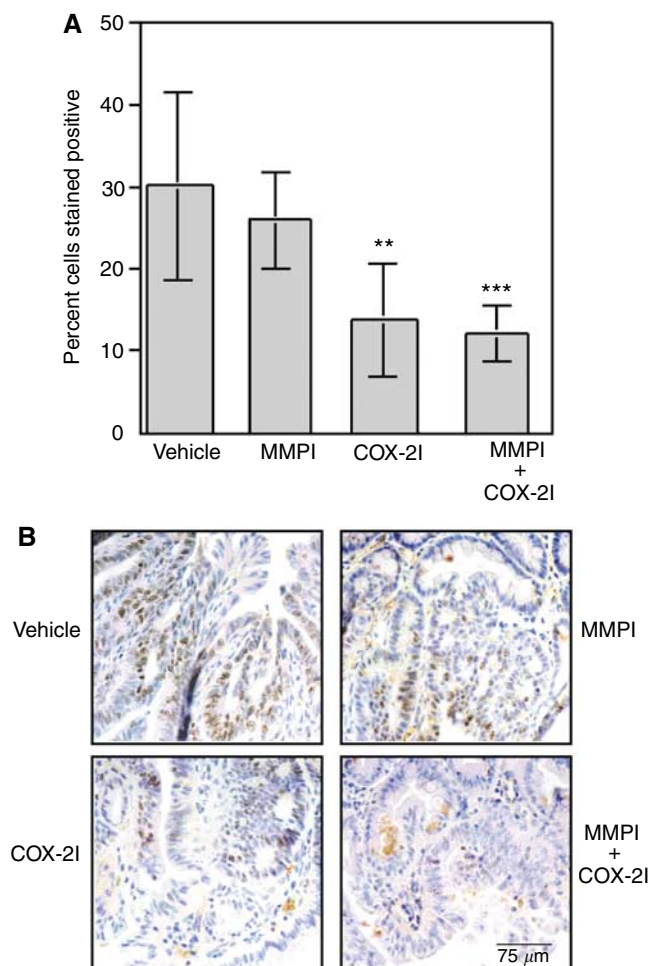 A
Percent cells stained positive
50
40
30
20
10
0
**
***
Vehicle
MMPI
COX-2I
MMPI
+
COX-2I
B
Vehicle
MMPI
COX-2I
MMPI
+
COX-2I
75 μm